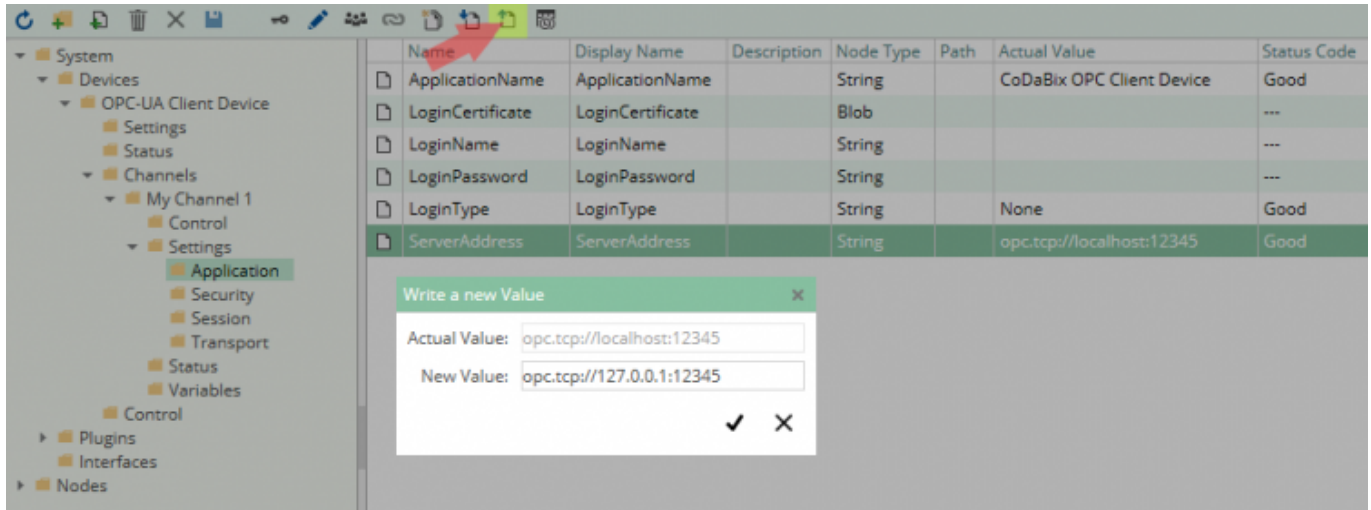 System
Devices
OPC-UA Client Device
Settings
Status
Channels
My Channel 1
Control
Settings
Application
Security
Session
Transport
Status
Variables
Control
Plugins
Interfaces
Nodes
Name Display Name Description Node Type Path Actual Value Status Code
ApplicationName ApplicationName String CoDaBix OPC Client Device Good
LoginCertificate LoginCertificate Blob ---
LoginName LoginName String ---
LoginPassword LoginPassword String ---
LoginType LoginType String None Good
ServerAddress ServerAddress String opc.tcp://localhost:12345 Good
Write a new Value
Actual Value: opc.tcp://localhost:12345
New Value: opc.tcp://127.0.0.1:12345